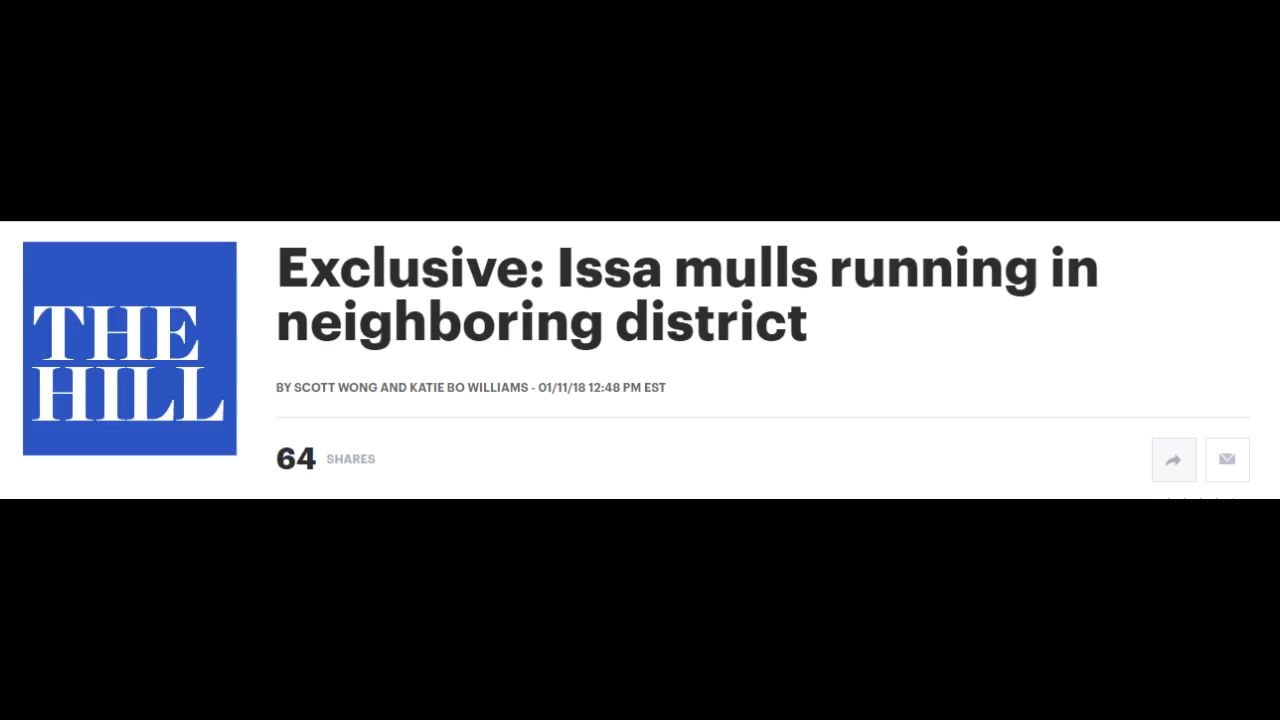 THE
HILL
Exclusive: Issa mulls running in
neighboring district
BY SCOTT WONG AND KATIE BO WILLIAMS - 01/11/18 12:48 PM EST
64 SHARES